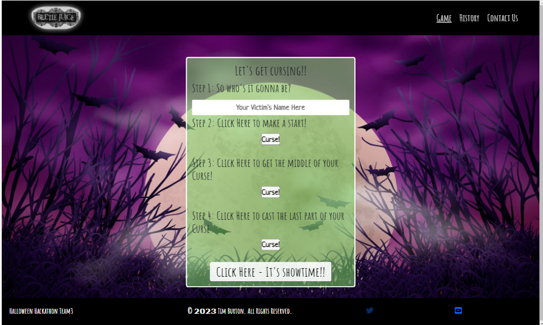 BEETLE JUICE
Game History Contact Us
Let's get cursing!!
Step 1: So who's it gonna be?
Your Victim's Name Here
Step 2: Click Here to make a start!
Curse!
Step 3: Click Here to get the middle of your
Curse!
Curse!
Step 4: Click Here to cast the last part of your
Curse
Curse!
Click Here - It's showtime!!
Halloween Hackathon Team3
© 2023 Tim Burton. All Rights Reserved.